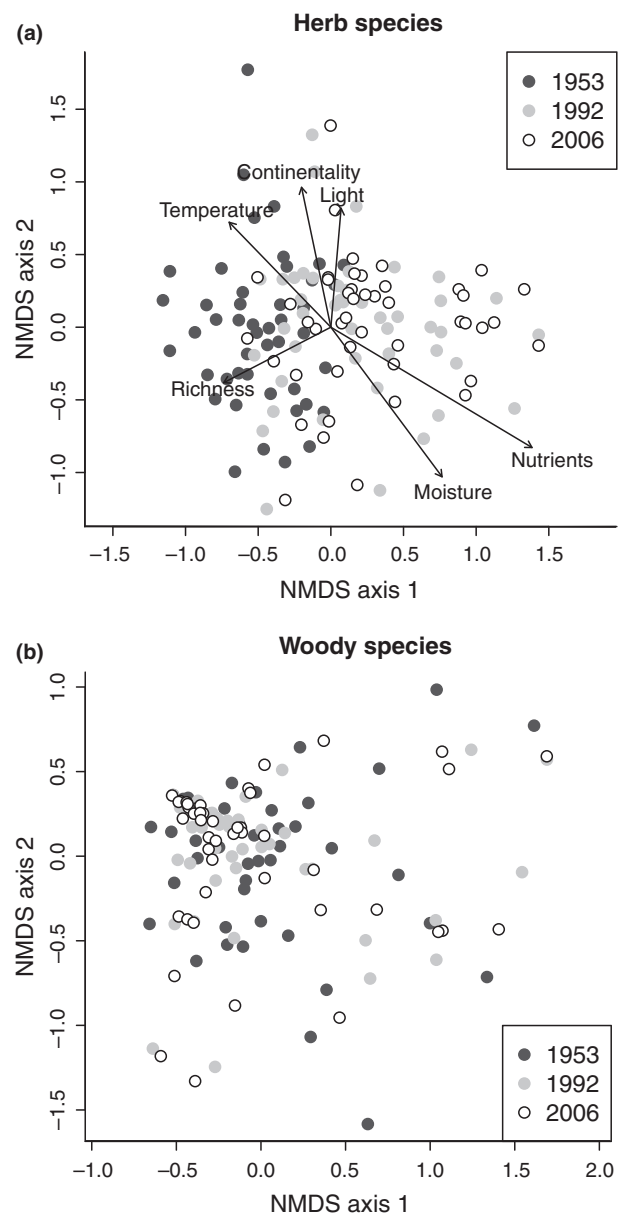 (a)
Herb species
1953
1992
2006
Continentality
Light
Temperature
Richness
Nutrients
Moisture
NMDS axis 2
1.5
1.0
0.5
0.0
−0.5
−1.0
−1.5 −1.0 −0.5 0.0 0.5 1.0 1.5
NMDS axis 1
(b)
Woody species
NMDS axis 2
1.0
0.5
0.0
−0.5
−1.0
−1.5
1953
1992
2006
−1.0 −0.5 0.0 0.5 1.0 1.5 2.0
NMDS axis 1